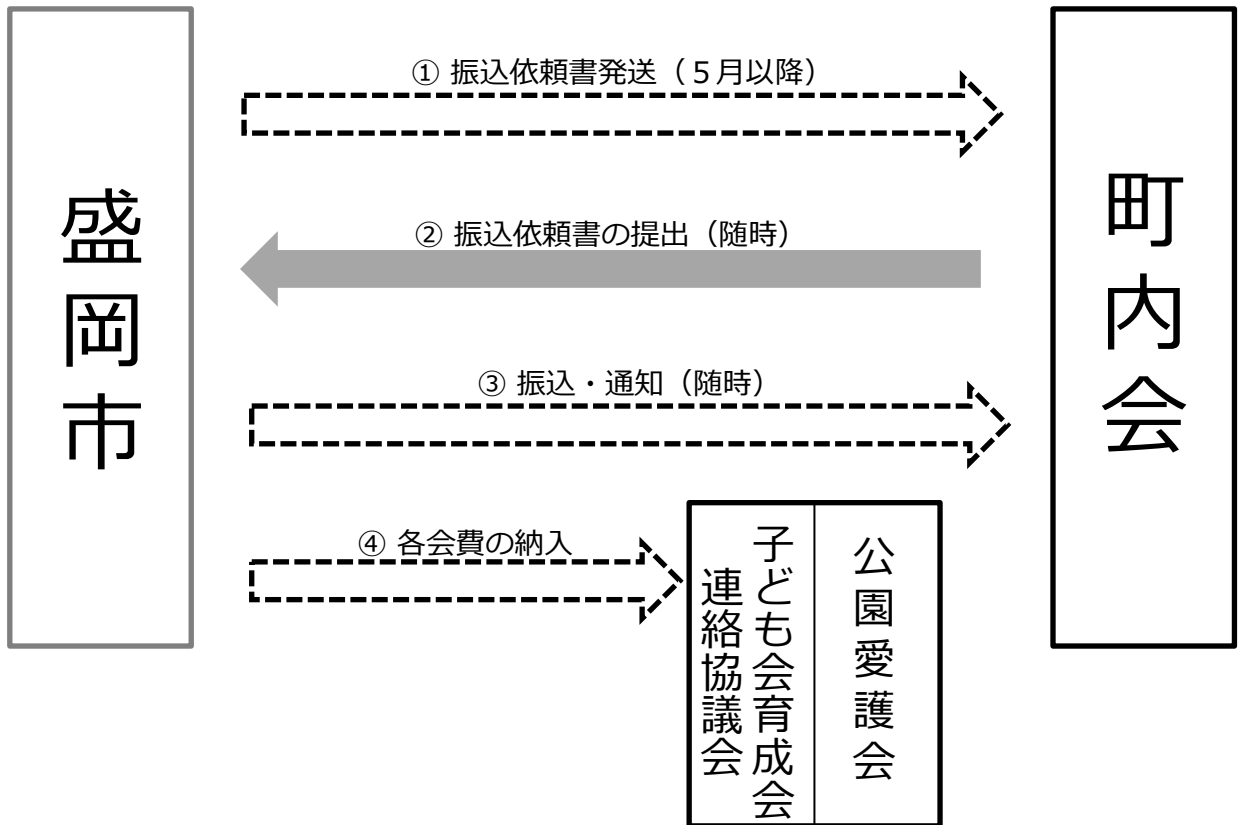 盛岡市
① 振込依頼書発送（５月以降）
② 振込依頼書の提出（随時）
③ 振込・通知（随時）
④ 各会費の納入
町内会
公園愛護会
子ども会育成会
連絡協議会